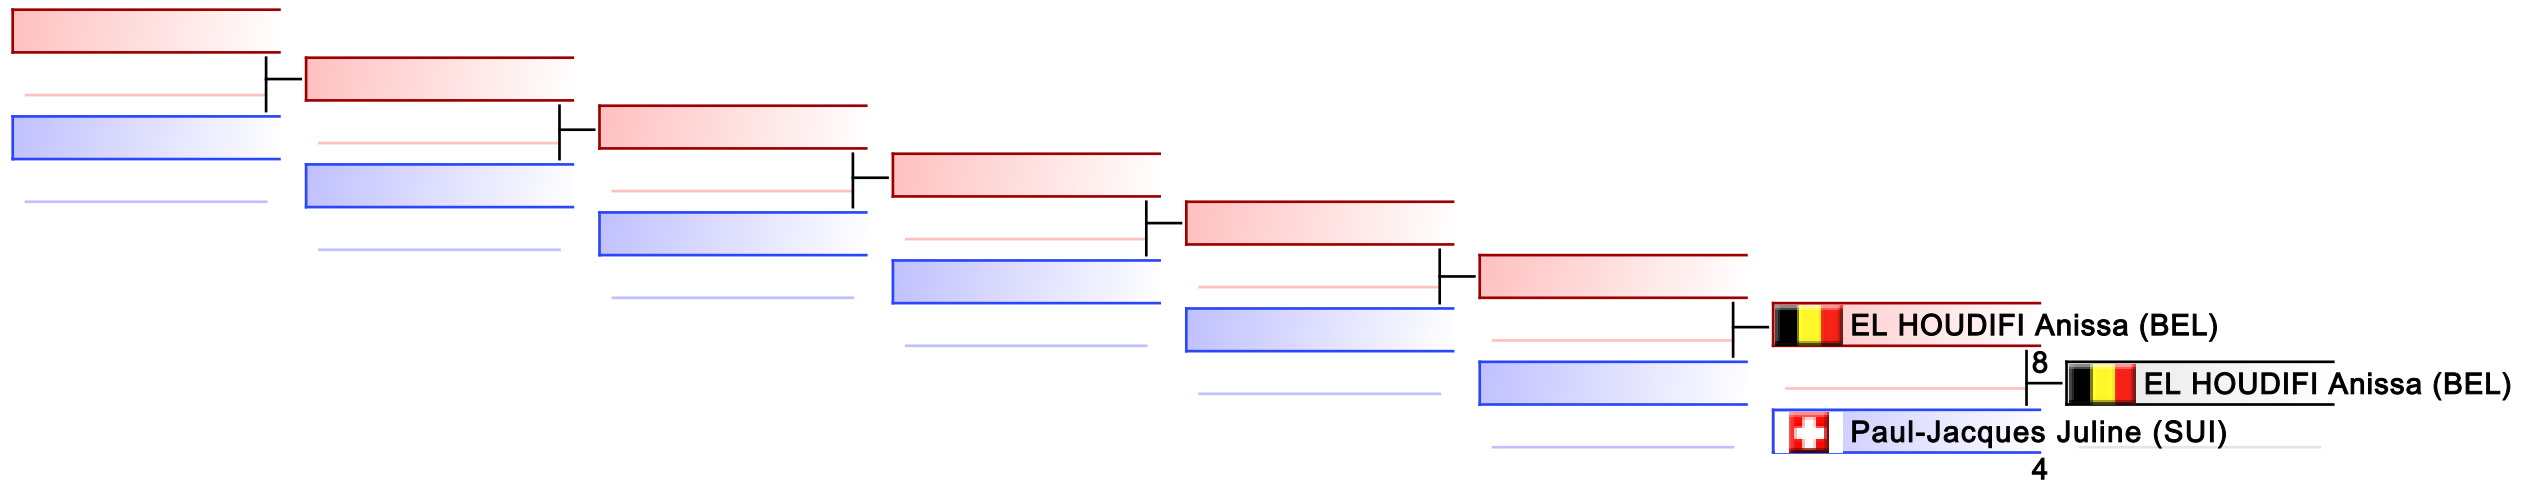 EL HOUDIFI Anissa (BEL)
8
EL HOUDIFI Anissa (BEL)
Paul-Jacques Juline (SUI)
4